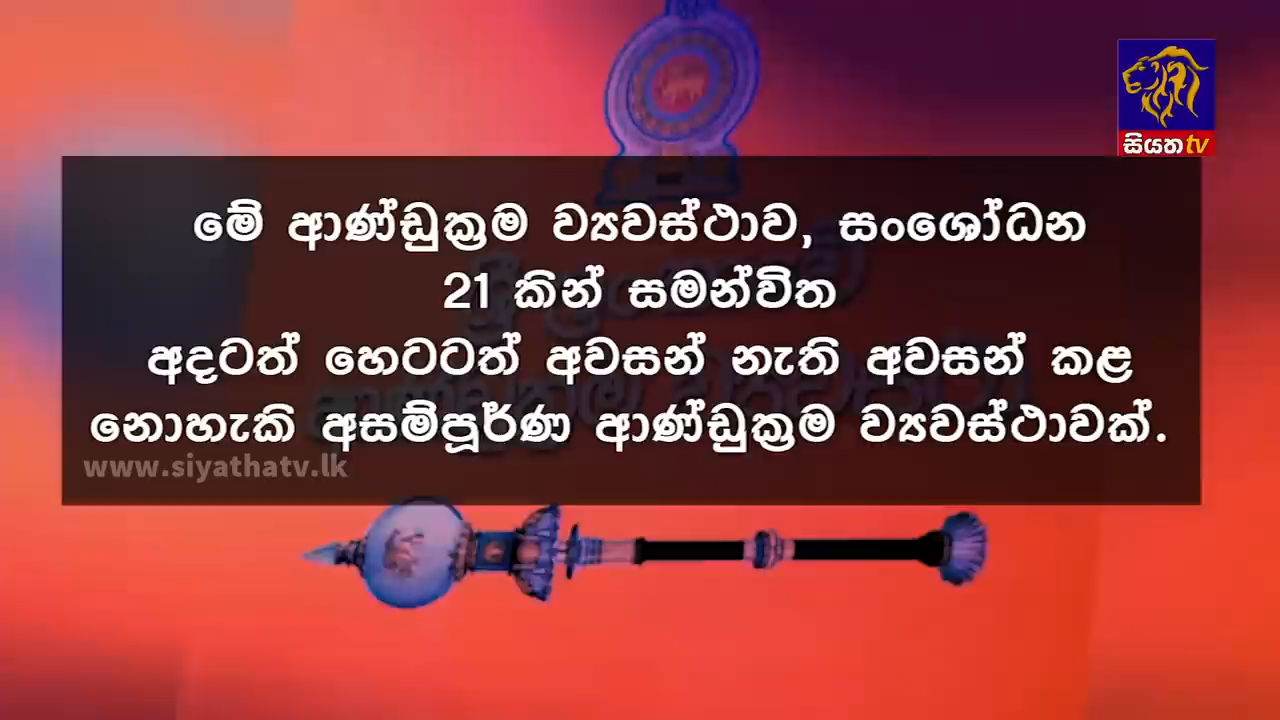 සියත tv
මේ ආණ්ඩුක්‍රම ව්‍යවස්ථාව, සංශෝධන
21 කින් සමන්විත
අදටත් හෙටටත් අවසන් නැති අවසන් කළ
නොහැකි අසම්පූර්ණ ආණ්ඩුක්‍රම ව්‍යවස්ථාවක්.
www.siyathatv.lk